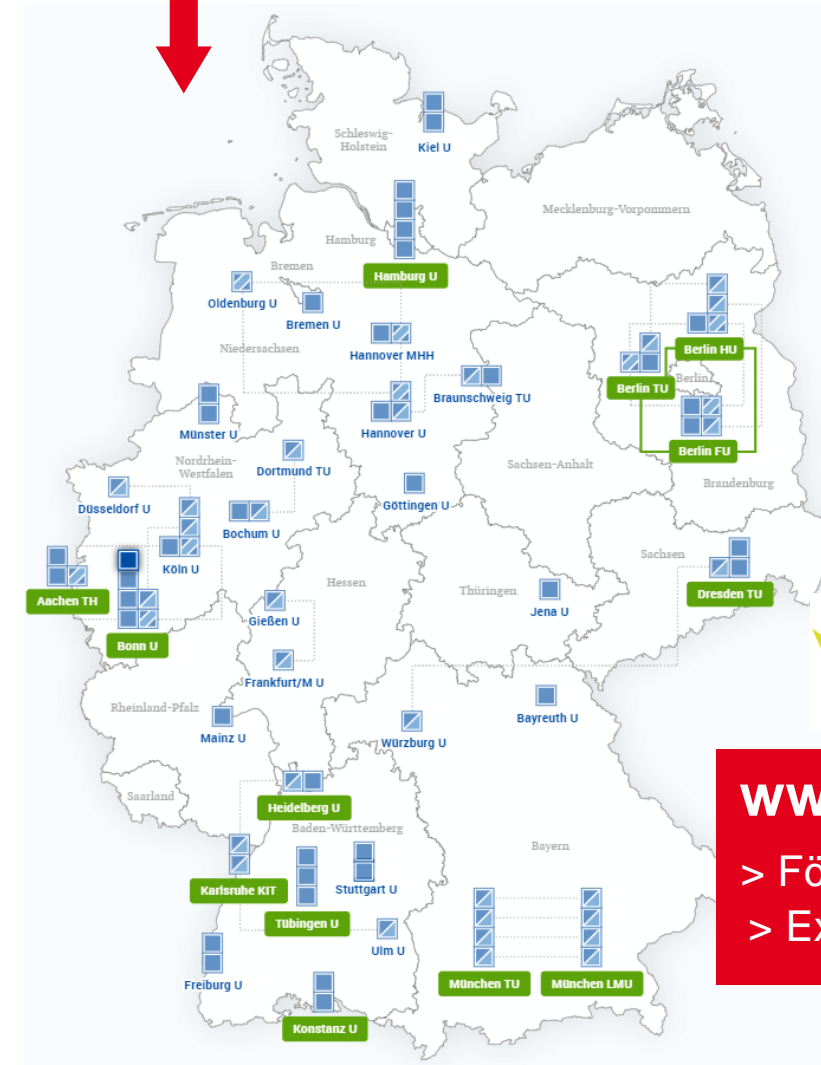 Schleswig-
Holstein
Kiel U
Mecklenburg-Vorpommern
Hamburg
Hamburg U
Bremen
Oldenburg U
Bremen U
Niedersachsen
Hannover MHH
Berlin HU
Berlin TU
Berlin
Berlin FU
Brandenburg
Braunschweig TU
Münster U
Hannover U
Nordrhein-
Westfalen
Dortmund TU
Sachsen-Anhalt
Düsseldorf U
Göttingen U
Bochum U
Köln U
Aachen TH
Bonn U
Hessen
Gießen U
Thüringen
Jena U
Sachsen
Dresden TU
Frankfurt/M U
Rheinland-Pfalz
Mainz U
Würzburg U
Bayreuth U
Saarland
Heidelberg U
Baden-Württemberg
Bayern
Karlsruhe KIT
Stuttgart U
Tübingen U
Ulm U
Freiburg U
Konstanz U
München TU
München LMU
ww
> Fö
> Ex